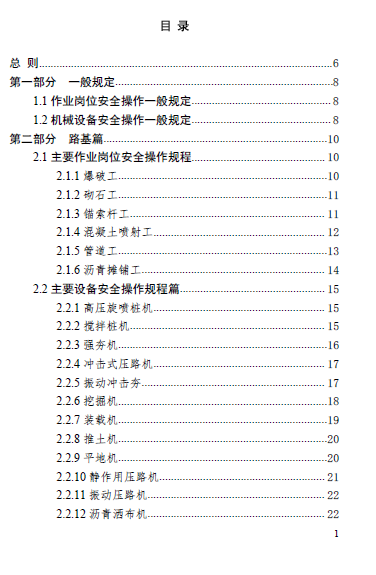 目 录
总 则........6
第一部分 一般规定........8
1.1 作业岗位安全操作一般规定........8
1.2 机械设备安全操作一般规定........8
第二部分 路基篇........10
2.1 主要作业岗位安全操作规程........10
2.1.1 爆破工........10
2.1.2 砌石工........11
2.1.3 锚索杆工........11
2.1.4 混凝土喷射工........12
2.1.5 管道工........13
2.1.6 沥青摊铺工........14
2.2 主要设备安全操作规程篇........15
2.2.1 高压旋喷桩机........15
2.2.2 搅拌桩机........15
2.2.3 强夯机........16
2.2.4 冲击式压路机........17
2.2.5 振动冲击夯........17
2.2.6 挖掘机........18
2.2.7 装载机........19
2.2.8 推土机........20
2.2.9 平地机........20
2.2.10 静作用压路机........21
2.2.11 振动压路机........22
2.2.12 沥青洒布机........22
1